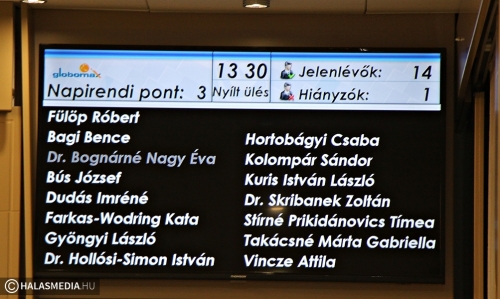 globomax
13 30
Jelenlévők: 14
Napirendi pont: 3
Nyílt ülés
Hiányzók: 1
Fülöp Róbert
Bagi Bence
Dr. Bognárné Nagy Éva
Bús József
Dudás Imréné
Farkas-Wodring Kata
Gyöngyi László
Dr. Hollósi-Simon István
Hortobágyi Csaba
Kolompár Sándor
Kuris István László
Dr. Skribanek Zoltán
Stírné Prikidánovics Tímea
Takácsné Márta Gabriella
Vincze Attila
© HALASMEDIA.HU